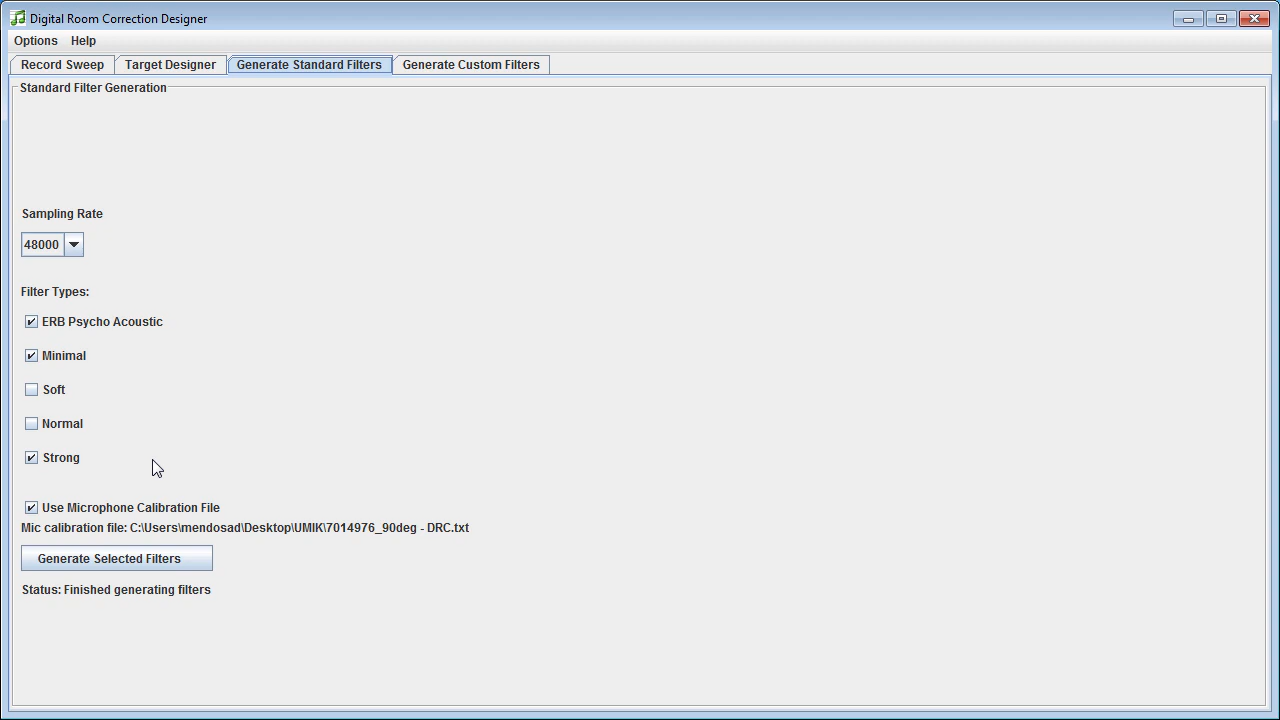 Digital Room Correction Designer
Options Help
Record Sweep Target Designer Generate Standard Filters Generate Custom Filters
Standard Filter Generation
Sampling Rate
48000
Filter Types:
ERB Psycho Acoustic
Minimal
Soft
Normal
Strong
Use Microphone Calibration File
Mic calibration file: C:\Users\mendosad\Desktop\UMIK\7014976_90deg - DRC.txt
Generate Selected Filters
Status: Finished generating filters